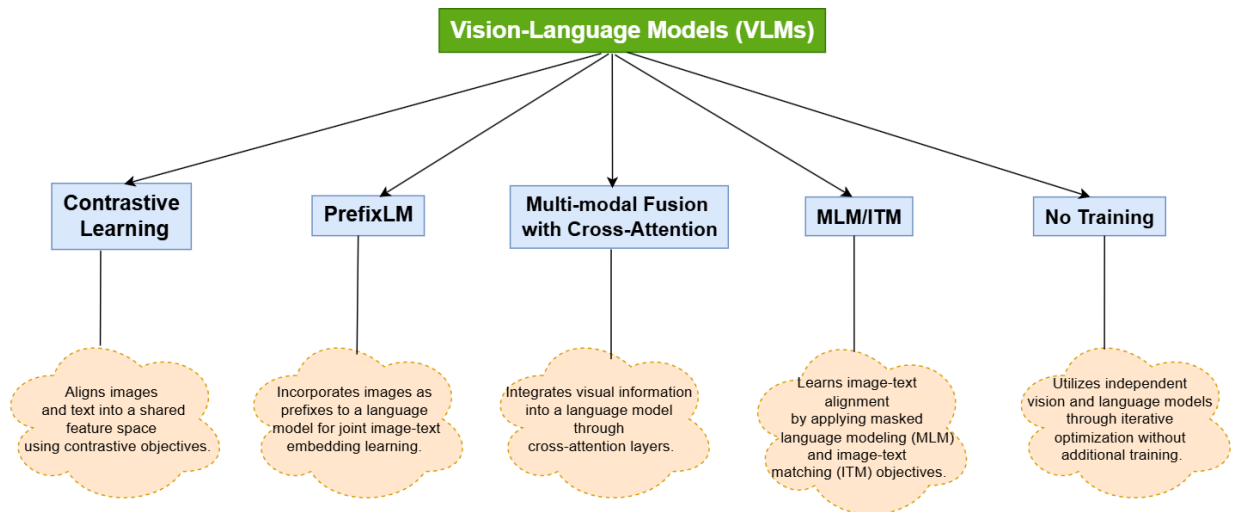 Vision-Language Models (VLMs)
Contrastive
Learning
PrefixLM
Multi-modal Fusion
with Cross-Attention
MLM/ITM
No Training
Aligns images
and text into a shared
feature space
using contrastive objectives.
Incorporates images as
prefixes to a language
model for joint image-text
embedding learning.
Integrates visual information
into a language model
through
cross-attention layers.
Learns image-text
alignment
by applying masked
language modeling (MLM)
and image-text
matching (ITM) objectives.
Utilizes independent
vision and language models
through iterative
optimization without
additional training.